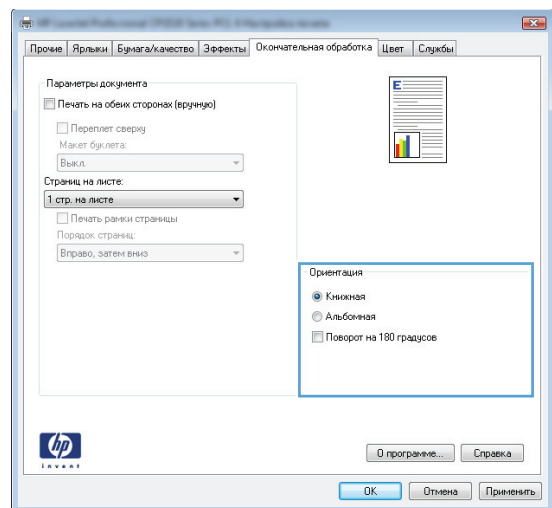 Прочие Ярлыки Бумага/качество Эффекты Окончательная обработка Цвет Службы
Параметры документа
Печать на обеих сторонах (вручную)
Переплет сверху
Макет буклета:
Выкл.
Страниц на листе:
1 стр. на листе
Печать рамки страницы
Порядок страниц:
Вправо, затем вниз
E
Ориентация
Книжная
Альбомная
Поворот на 180 градусов
hp
invent
О программе... Справка
OK Отмена Применить